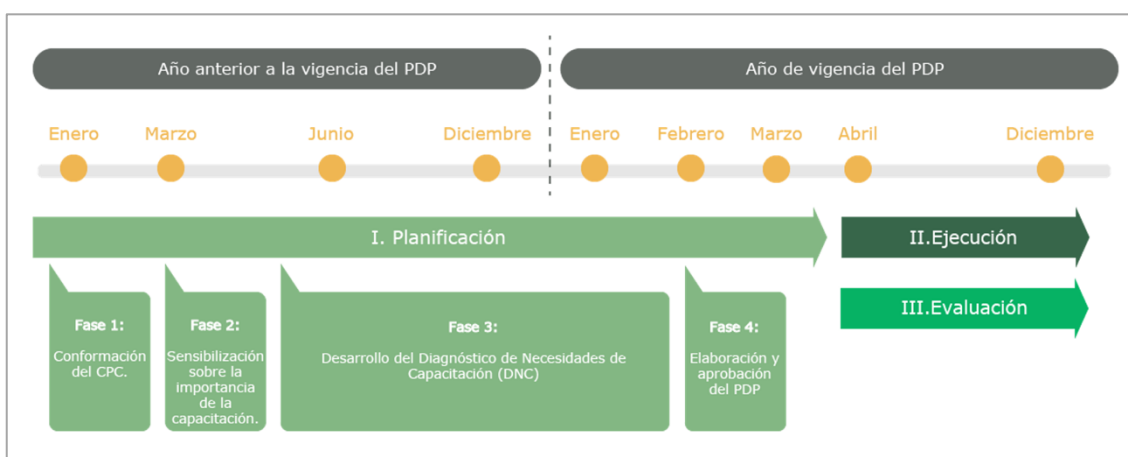 Año anterior a la vigencia del PDP
Año de vigencia del PDP
Enero
Marzo
Junio
Diciembre
Enero
Febrero
Marzo
Abril
Diciembre
I. Planificación
II.Ejecución
III.Evaluación
Fase 1:
Conformación
del CPC.
Fase 2:
Sensibilización
sobre la
importancia
de la
capacitación.
Fase 3:
Desarrollo del Diagnóstico de Necesidades de
Capacitación (DNC)
Fase 4:
Elaboración y
aprobación
del PDP